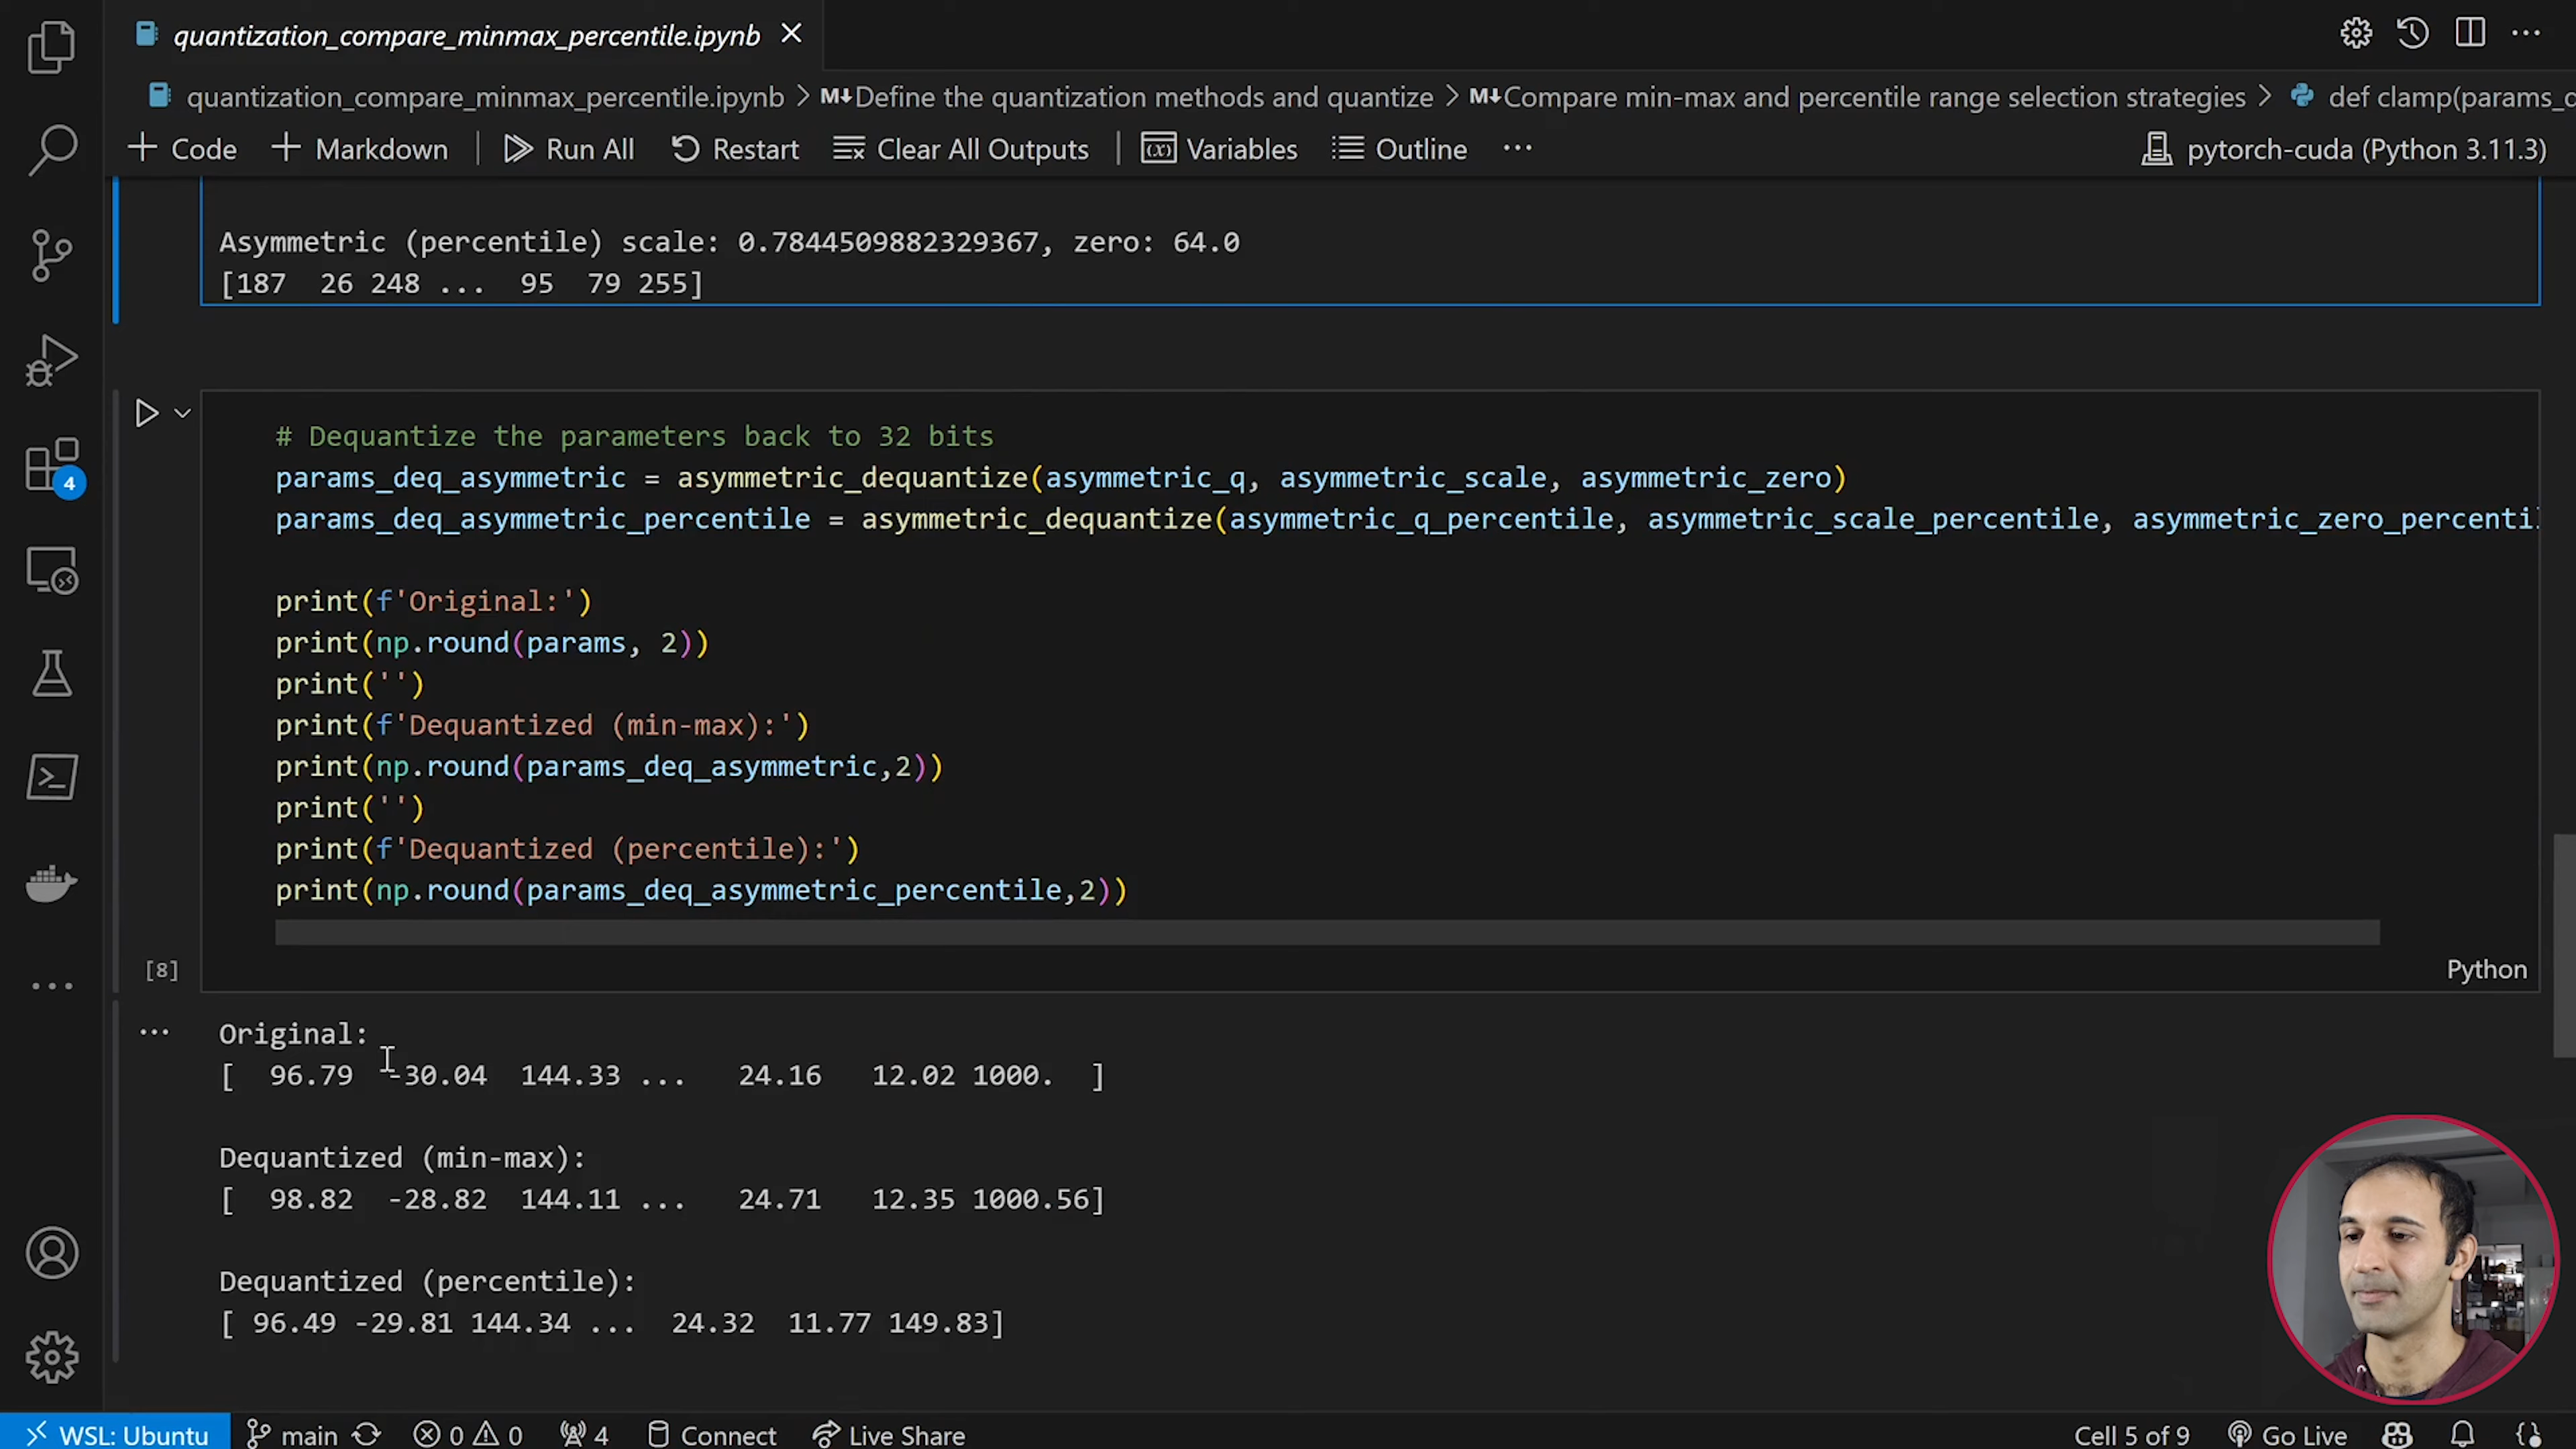 quantization_compare_minmax_percentile.ipynb
quantization_compare_minmax_percentile.ipynb > M↓Define the quantization methods and quantize > M↓Compare min-max and percentile range selection strategies > def clamp(params_
Code Markdown Run All Restart Clear All Outputs (x) Variables Outline ... pytorch-cuda (Python 3.11.3)
Asymmetric (percentile) scale: 0.7844509882329367, zero: 64.0
[187  26 248 ...  95  79 255]
# Dequantize the parameters back to 32 bits
params_deq_asymmetric = asymmetric_dequantize(asymmetric_q, asymmetric_scale, asymmetric_zero)
params_deq_asymmetric_percentile = asymmetric_dequantize(asymmetric_q_percentile, asymmetric_scale_percentile, asymmetric_zero_percenti
print(f'Original:')
print(np.round(params, 2))
print('')
print(f'Dequantized (min-max):')
print(np.round(params_deq_asymmetric,2))
print('')
print(f'Dequantized (percentile):')
print(np.round(params_deq_asymmetric_percentile,2))
[8]
Python
Original:
[  96.79  -30.04  144.33 ...   24.16   12.02 1000.  ]
Dequantized (min-max):
[  98.82  -28.82  144.11 ...   24.71   12.35 1000.56]
Dequantized (percentile):
[ 96.49 -29.81 144.34 ...  24.32  11.77 149.83]
4
WSL: Ubuntu main 0 0 4 Connect Live Share Cell 5 of 9 Go Live